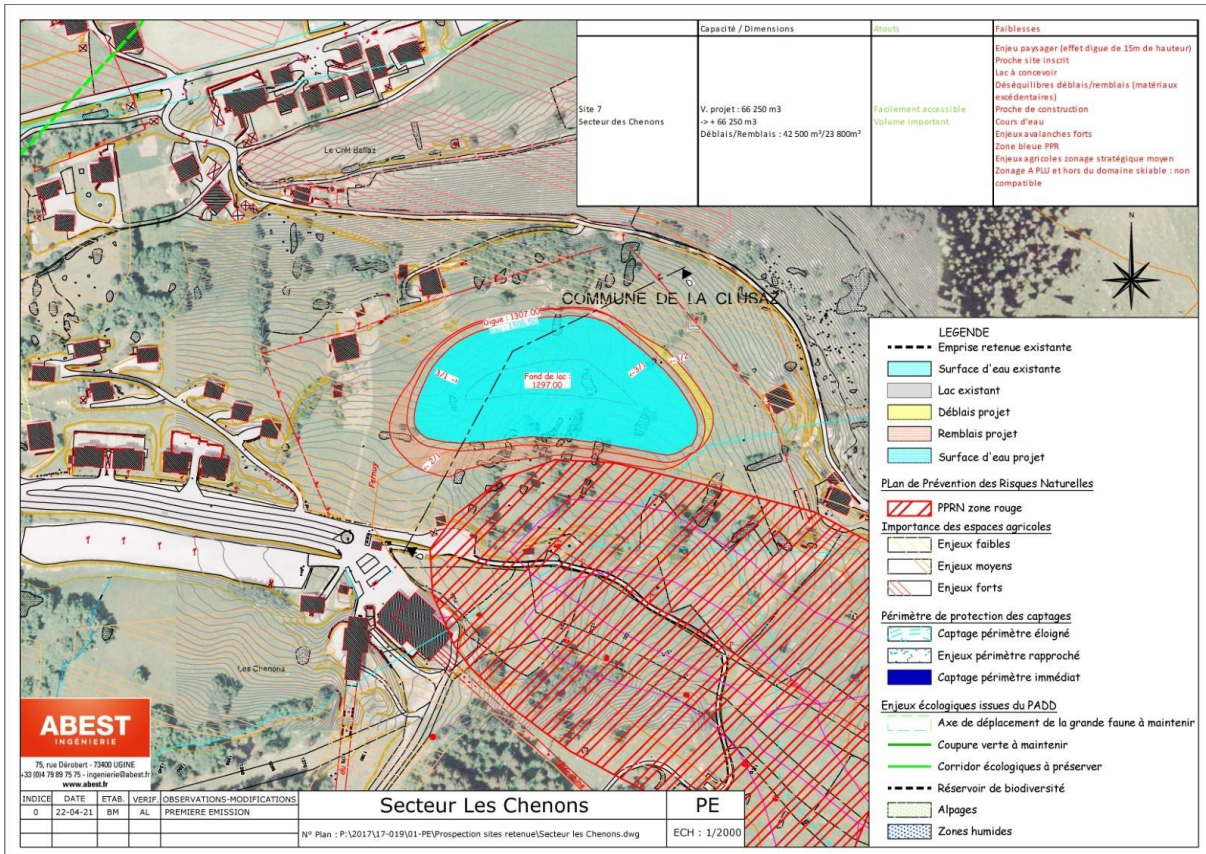 Capacité / Dimensions
Atouts
Faiblesses
Site 7
Secteur des Chenons
V. projet : 66 250 m3
-> + 66 250 m3
Déblais/Remblais : 42 500 m³/23 800m³
Facilement accessible
Volume important
Enjeu paysager (effet digue de 15m de hauteur)
Proche site inscrit
Lac à concevoir
Déséquilibres déblais/remblais (matériaux
excédentaires)
Proche de construction
Cours d'eau
Enjeux avalanches forts
Zone bleue PPR
Enjeux agricoles zonage stratégique moyen
Zonage A PLU et hors du domaine skiable : non
compatible
Le Crêt Ballaz
N
COMMUNE DE LA CLUSAZ
Digue : 1307.00
Fond de lac :
1297.00
3/1
3/1
3/2
2/1
Les Chenons
LEGENDE
Emprise retenue existante
Surface d'eau existante
Lac existant
Déblais projet
Remblais projet
Surface d'eau projet
PLan de Prévention des Risques Naturelles
PPRN zone rouge
Importance des espaces agricoles
Enjeux faibles
Enjeux moyens
Enjeux forts
Périmètre de protection des captages
Captage périmètre éloigné
Enjeux périmètre rapproché
Captage périmètre immédiat
Enjeux écologiques issues du PADD
Axe de déplacement de la grande faune à maintenir
Coupure verte à maintenir
Corridor écologiques à préserver
Réservoir de biodiversité
Alpages
Zones humides
ABEST
INGÉNIERIE
75, rue Dérobert - 73400 UGINE
+33 (0)4 79 89 75 75 - ingenierie@abest.fr
www.abest.fr
INDICE DATE ETAB. VERIF. OBSERVATIONS-MODIFICATIONS
0 22-04-21 BM AL PREMIERE EMISSION
Secteur Les Chenons
PE
N° Plan : P:\2017\17-019\01-PE\Prospection sites retenue\Secteur les Chenons.dwg
ECH : 1/2000